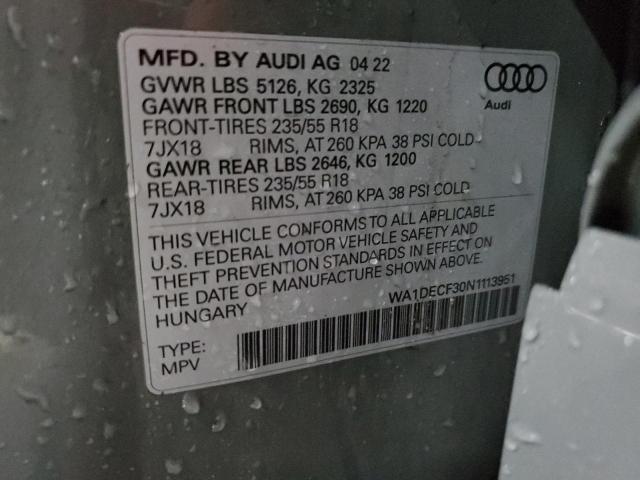 MFD. BY AUDI AG 04 22
GVWR LBS 5126, KG 2325
GAWR FRONT LBS 2690, KG 1220
FRONT-TIRES 235/55 R18
7JX18 RIMS, AT 260 KPA 38 PSI COLD
GAWR REAR LBS 2646, KG 1200
REAR-TIRES 235/55 R18
7JX18 RIMS, AT 260 KPA 38 PSI COLD
Audi
THIS VEHICLE CONFORMS TO ALL APPLICABLE
U.S. FEDERAL MOTOR VEHICLE SAFETY AND
THEFT PREVENTION STANDARDS IN EFFECT ON
THE DATE OF MANUFACTURE SHOWN ABOVE.
HUNGARY
WA1DECF30N1113951
TYPE:
MPV